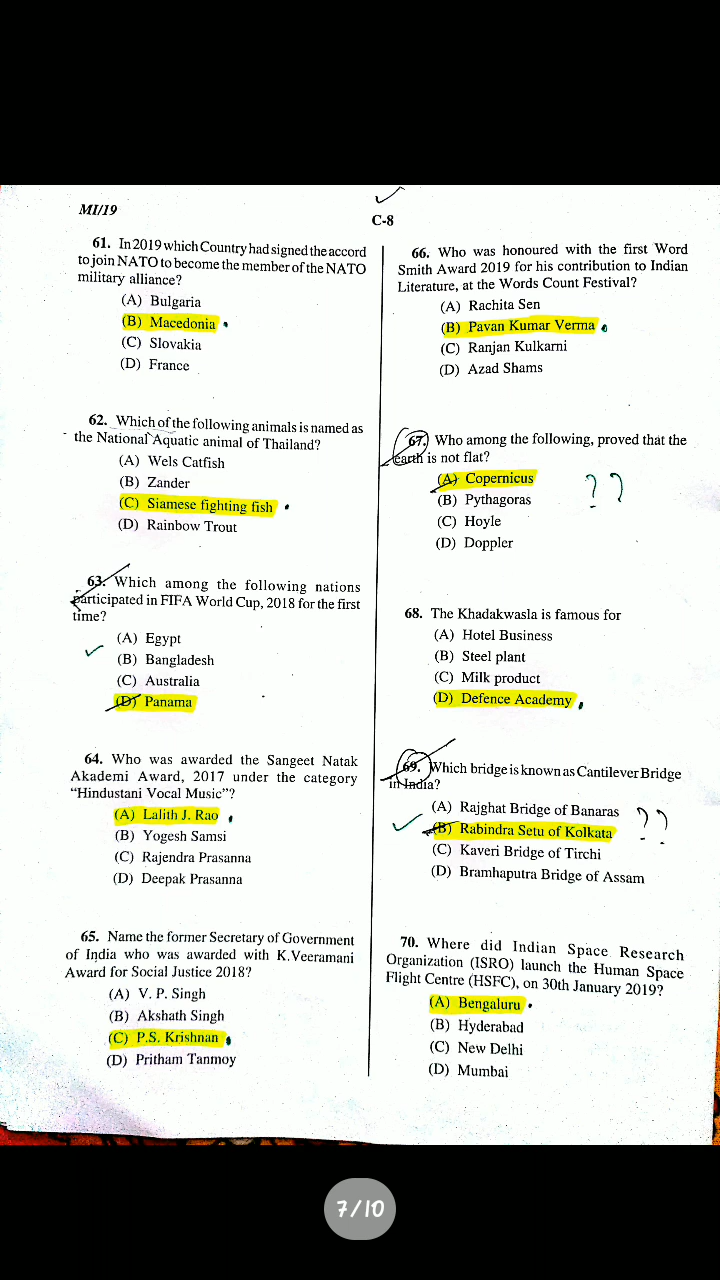 MI/19
C-8
61. In 2019 which Country had signed the accord
to join NATO to become the member of the NATO
military alliance?
(A) Bulgaria
(B) Macedonia
(C) Slovakia
(D) France
62. Which of the following animals is named as
the National Aquatic animal of Thailand?
(A) Wels Catfish
(B) Zander
(C) Siamese fighting fish
(D) Rainbow Trout
63. Which among the following nations
participated in FIFA World Cup, 2018 for the first
time?
(A) Egypt
(B) Bangladesh
(C) Australia
(D) Panama
64. Who was awarded the Sangeet Natak
Akademi Award, 2017 under the category
“Hindustani Vocal Music”?
(A) Lalith J. Rao
(B) Yogesh Samsi
(C) Rajendra Prasanna
(D) Deepak Prasanna
65. Name the former Secretary of Government
of India who was awarded with K.Veeramani
Award for Social Justice 2018?
(A) V. P. Singh
(B) Akshath Singh
(C) P.S. Krishnan
(D) Pritham Tanmoy
66. Who was honoured with the first Word
Smith Award 2019 for his contribution to Indian
Literature, at the Words Count Festival?
(A) Rachita Sen
(B) Pavan Kumar Verma
(C) Ranjan Kulkarni
(D) Azad Shams
67. Who among the following, proved that the
earth is not flat?
(A) Copernicus
(B) Pythagoras ??
(C) Hoyle
(D) Doppler
68. The Khadakwasla is famous for
(A) Hotel Business
(B) Steel plant
(C) Milk product
(D) Defence Academy
69. Which bridge is known as Cantilever Bridge
in India?
(A) Rajghat Bridge of Banaras ??
(B) Rabindra Setu of Kolkata
(C) Kaveri Bridge of Tirchi
(D) Bramhaputra Bridge of Assam
70. Where did Indian Space Research
Organization (ISRO) launch the Human Space
Flight Centre (HSFC), on 30th January 2019?
(A) Bengaluru
(B) Hyderabad
(C) New Delhi
(D) Mumbai
7/10